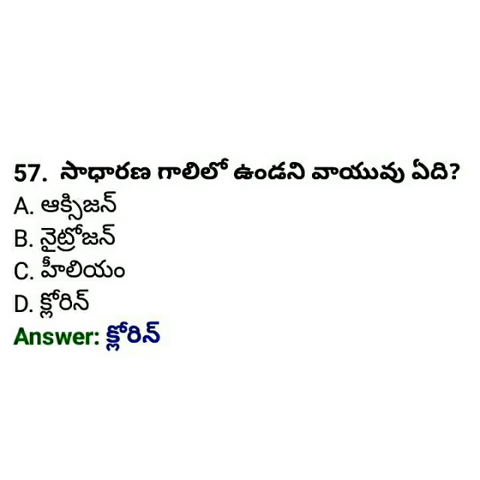 57. సాధారణ గాలిలో ఉండని వాయువు ఏది?
A. ఆక్సిజన్
B. నైట్రోజన్
C. హీలియం
D. క్లోరిన్
Answer: క్లోరిన్